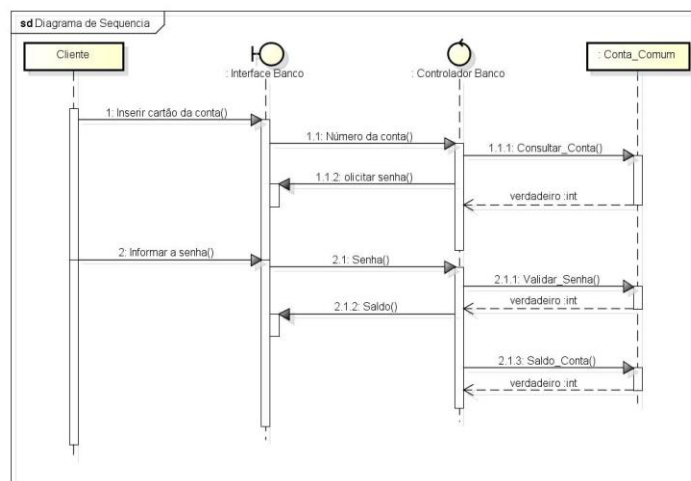 sd Diagrama de Sequencia
Cliente
: Interface Banco
: Controlador Banco
: Conta_Comum
1: Inserir cartão da conta()
1.1: Número da conta()
1.1.1: Consultar_Conta()
1.1.2: olicitar senha()
verdadeiro :int
2: Informar a senha()
2.1: Senha()
2.1.1: Validar_Senha()
verdadeiro :int
2.1.2: Saldo()
2.1.3: Saldo_Conta()
verdadeiro :int